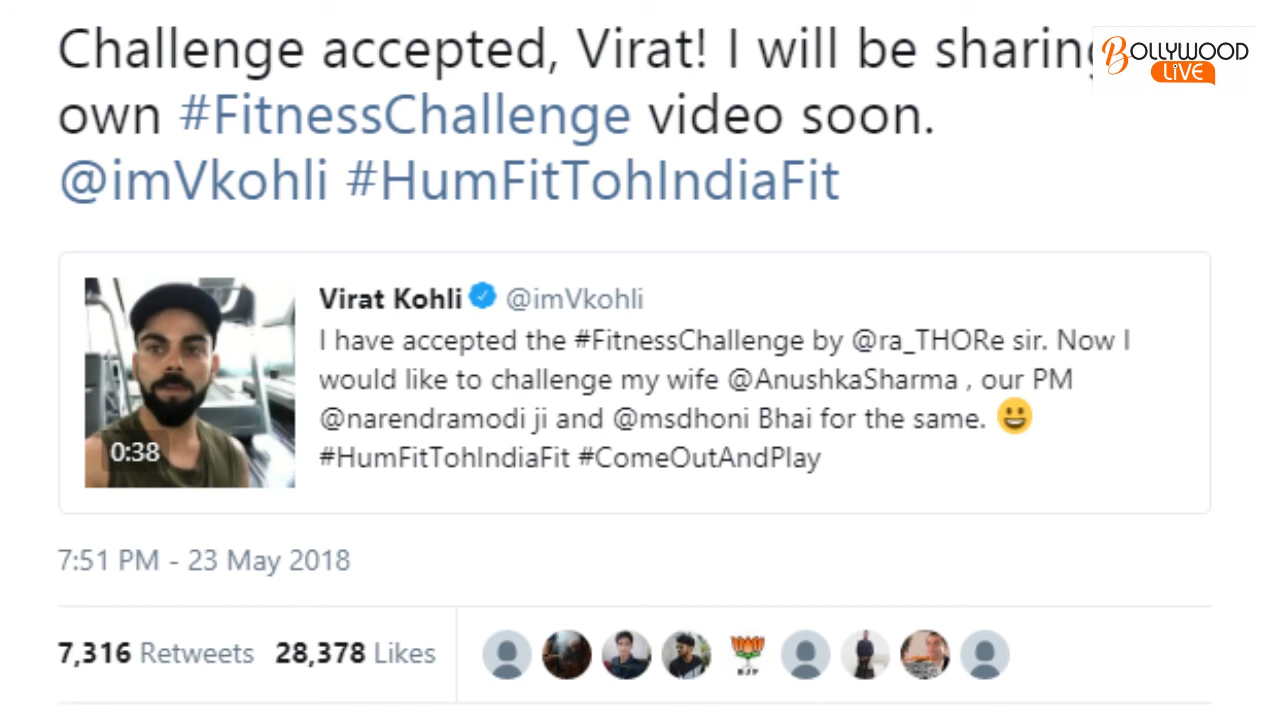 Challenge accepted, Virat! I will be sharing
own #FitnessChallenge video soon.
@imVkohli #HumFitTohIndiaFit
BOLLYWOOD
LIVE
Virat Kohli @imVkohli
I have accepted the #FitnessChallenge by @ra_THORe sir. Now I
would like to challenge my wife @AnushkaSharma , our PM
@narendramodi ji and @msdhoni Bhai for the same. 😀
#HumFitTohIndiaFit #ComeOutAndPlay
0:38
7:51 PM - 23 May 2018
7,316 Retweets 28,378 Likes
BJP